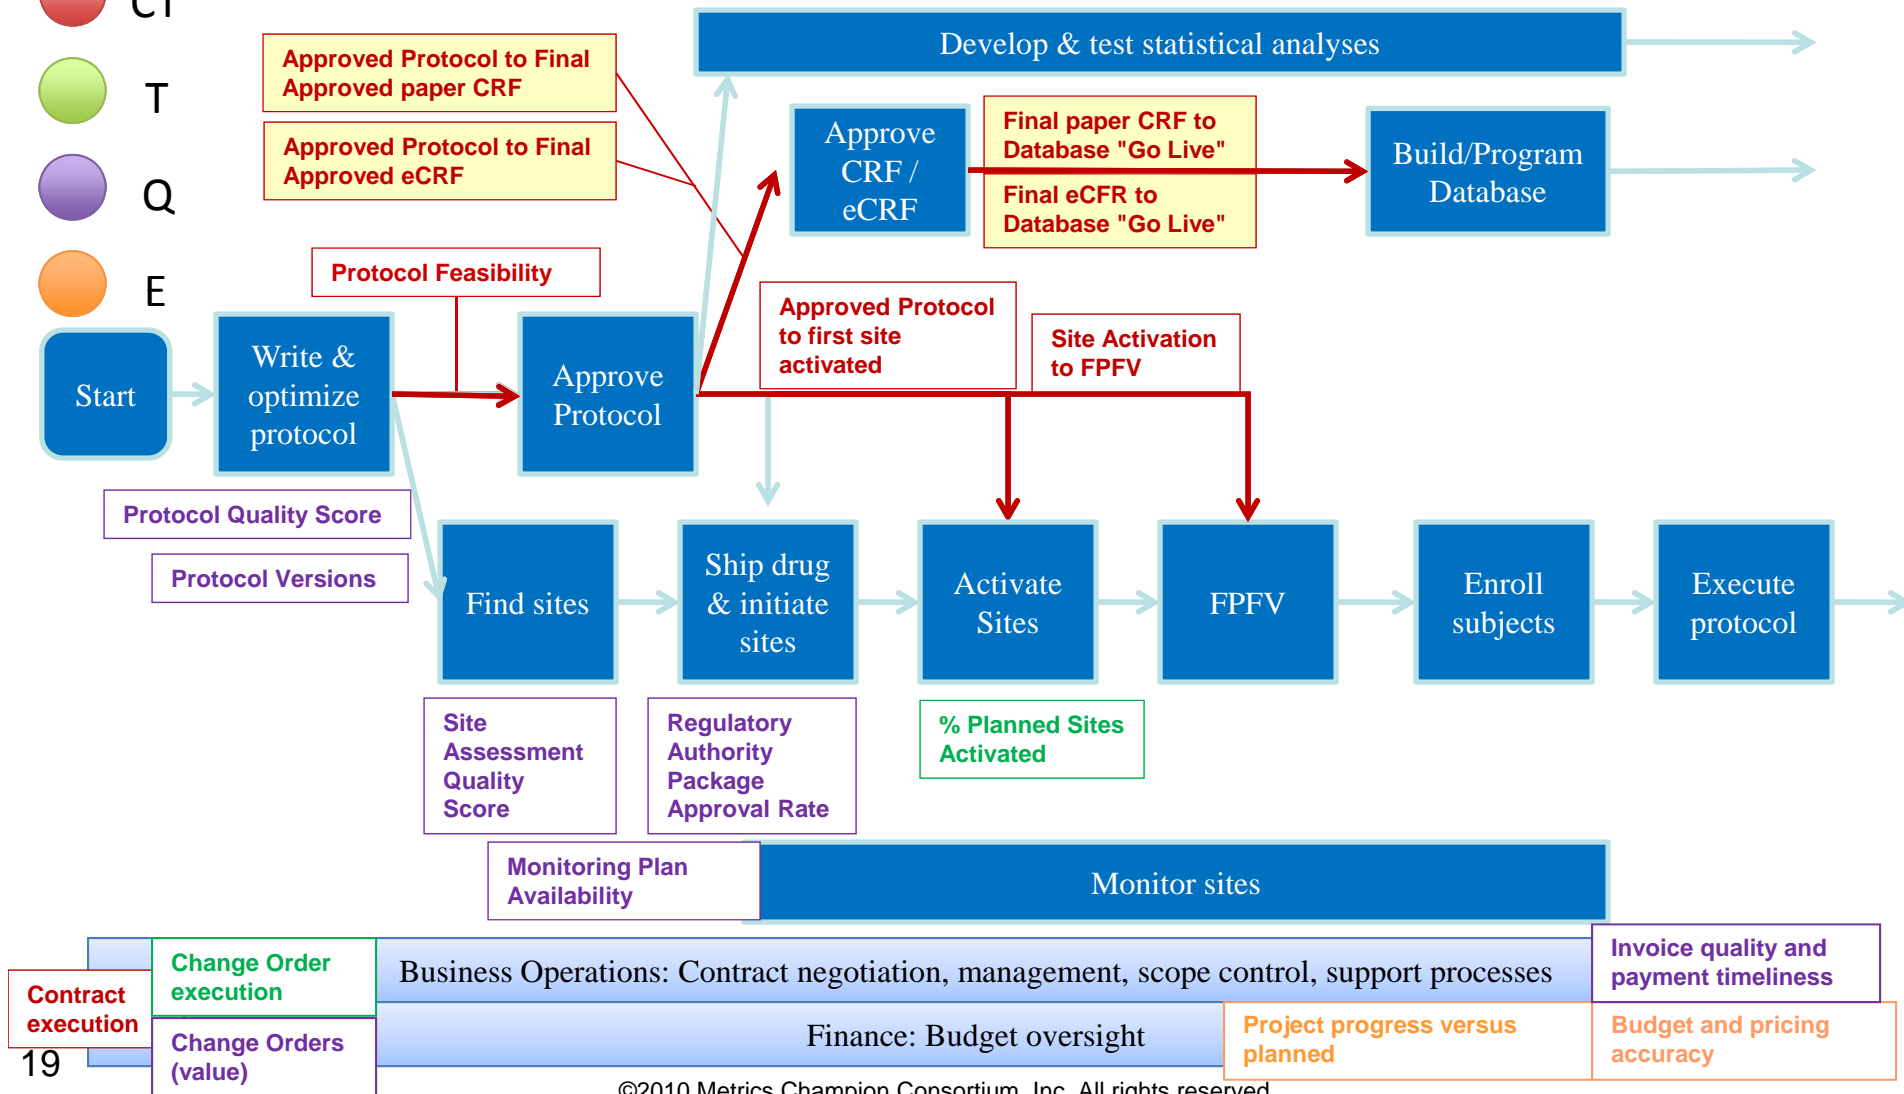 CT
T
Q
E
Develop & test statistical analyses
Approved Protocol to Final
Approved paper CRF
Approved Protocol to Final
Approved eCRF
Approve
CRF /
eCRF
Final paper CRF to
Database "Go Live"
Final eCFR to
Database "Go Live"
Build/Program
Database
Protocol Feasibility
Approved Protocol
to first site
activated
Site Activation
to FPFV
Start
Write &
optimize
protocol
Approve
Protocol
Protocol Quality Score
Protocol Versions
Find sites
Ship drug
& initiate
sites
Activate
Sites
FPFV
Enroll
subjects
Execute
protocol
Site
Assessment
Quality
Score
Regulatory
Authority
Package
Approval Rate
% Planned Sites
Activated
Monitoring Plan
Availability
Monitor sites
Contract
execution
Change Order
execution
Business Operations: Contract negotiation, management, scope control, support processes
Invoice quality and
payment timeliness
Change Orders
(value)
Finance: Budget oversight
Project progress versus
planned
Budget and pricing
accuracy
19
©2010 Metrics Champion Consortium, Inc. All rights reserved